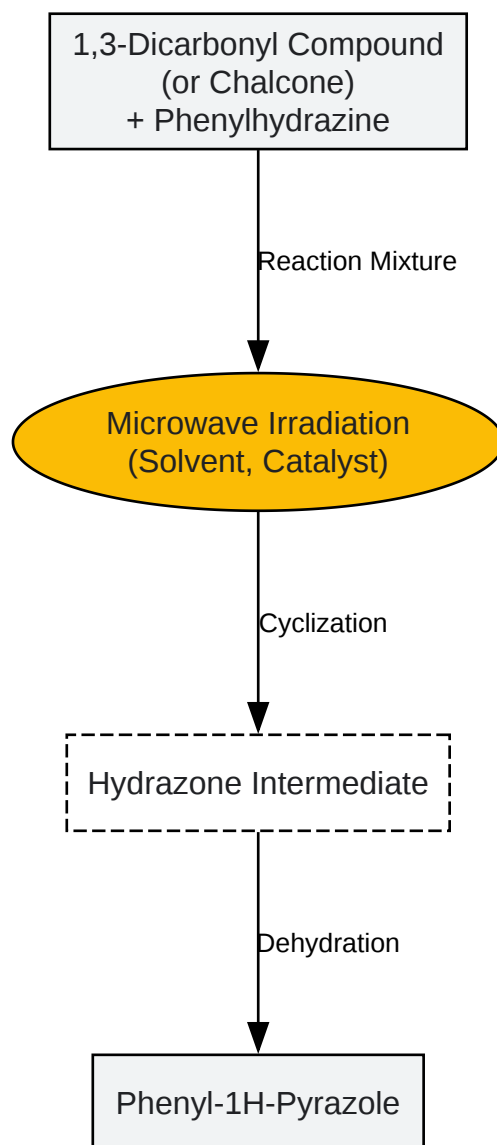 1,3-Dicarbonyl Compound
(or Chalcone)
+ Phenylhydrazine
Reaction Mixture
Microwave Irradiation
(Solvent, Catalyst)
Cyclization
Hydrazone Intermediate
Dehydration
Phenyl-1H-Pyrazole